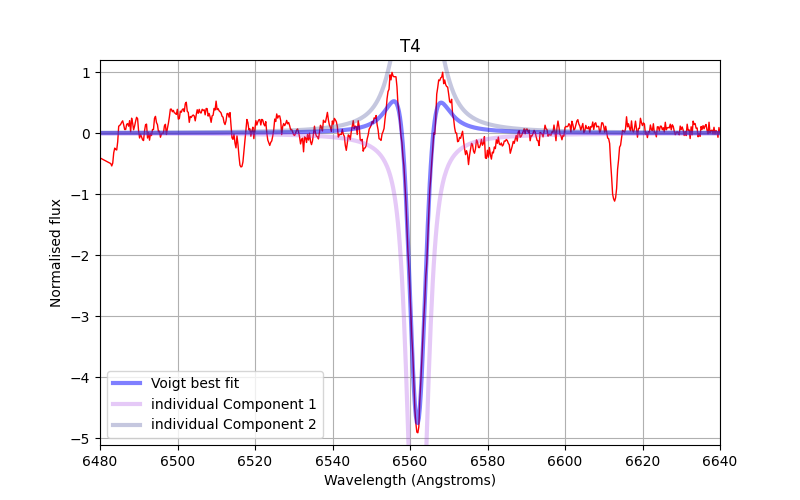 T4
1
0
−1
−2
−3
−4
−5
Normalised flux
Voigt best fit
individual Component 1
individual Component 2
6480 6500 6520 6540 6560 6580 6600 6620 6640
Wavelength (Angstroms)